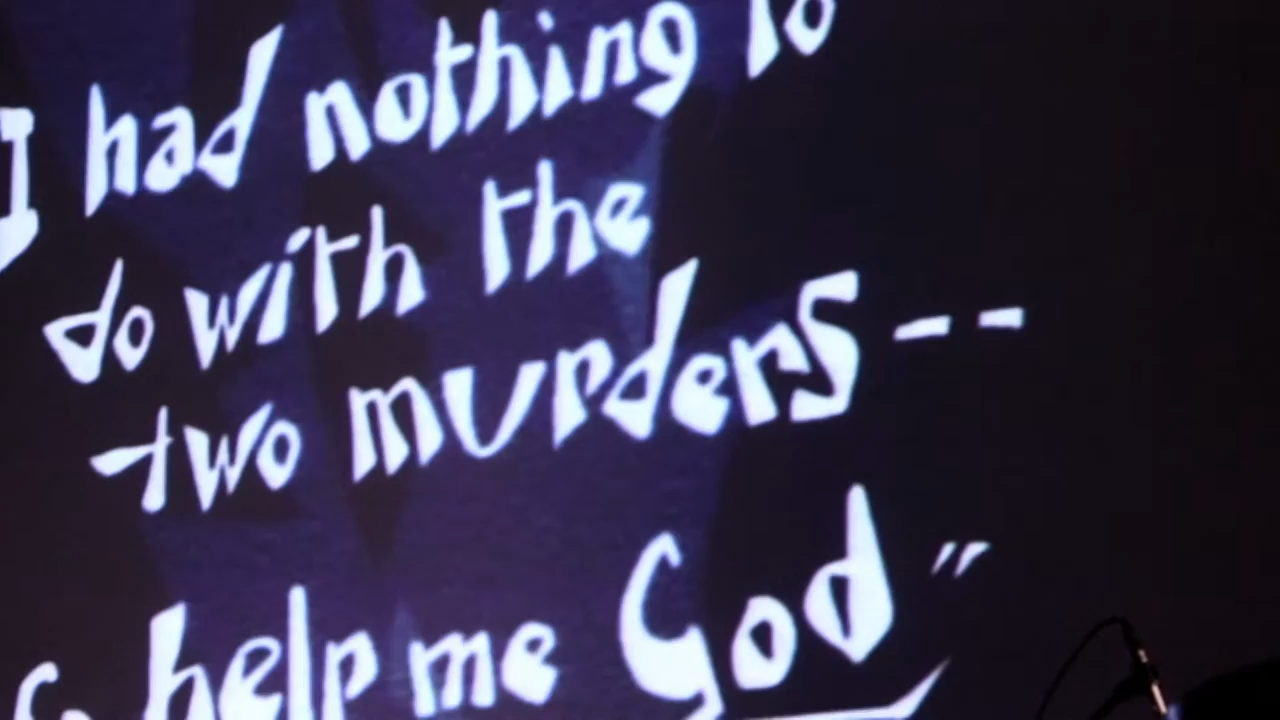 I had nothing to
do with the
two murders--
help me God"